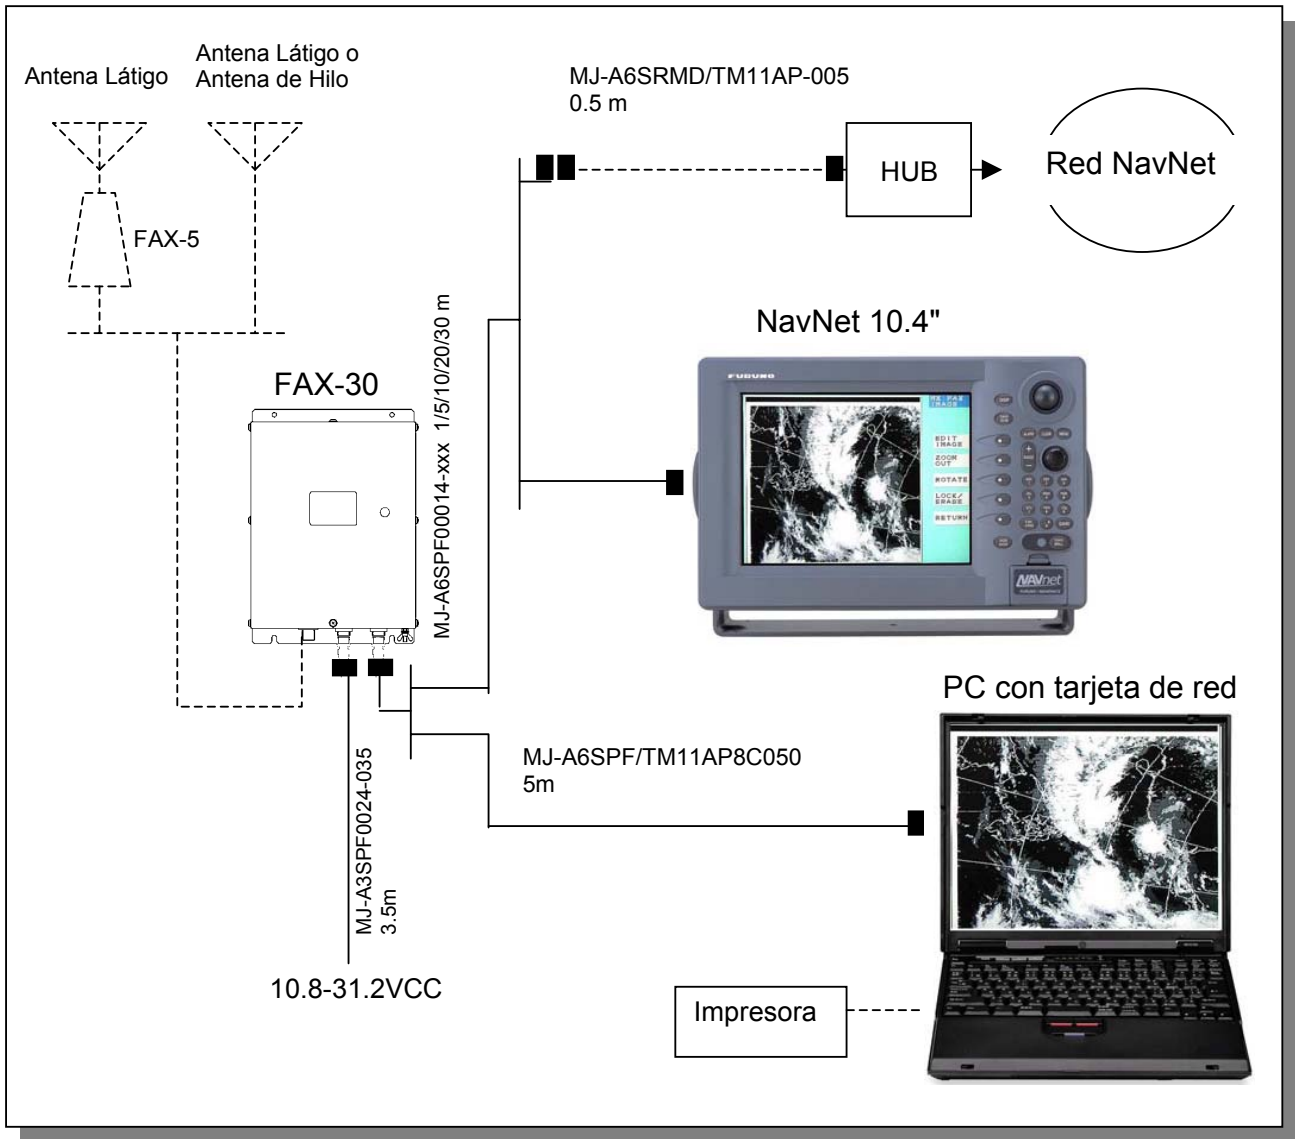 Antena Látigo
Antena Látigo o
Antena de Hilo
MJ-A6SRMD/TM11AP-005
0.5 m
HUB
Red NavNet
FAX-5
NavNet 10.4"
FAX-30
MJ-A6SPF00014-xxx 1/5/10/20/30 m
FURUNO
EDIT
IMAGE
ZOOM
OUT
ROTATE
LOCK/
ERASE
RETURN
NAVnet
PC con tarjeta de red
MJ-A6SPF/TM11AP8C050
5m
MJ-A3SPF0024-035
3.5m
10.8-31.2VCC
Impresora